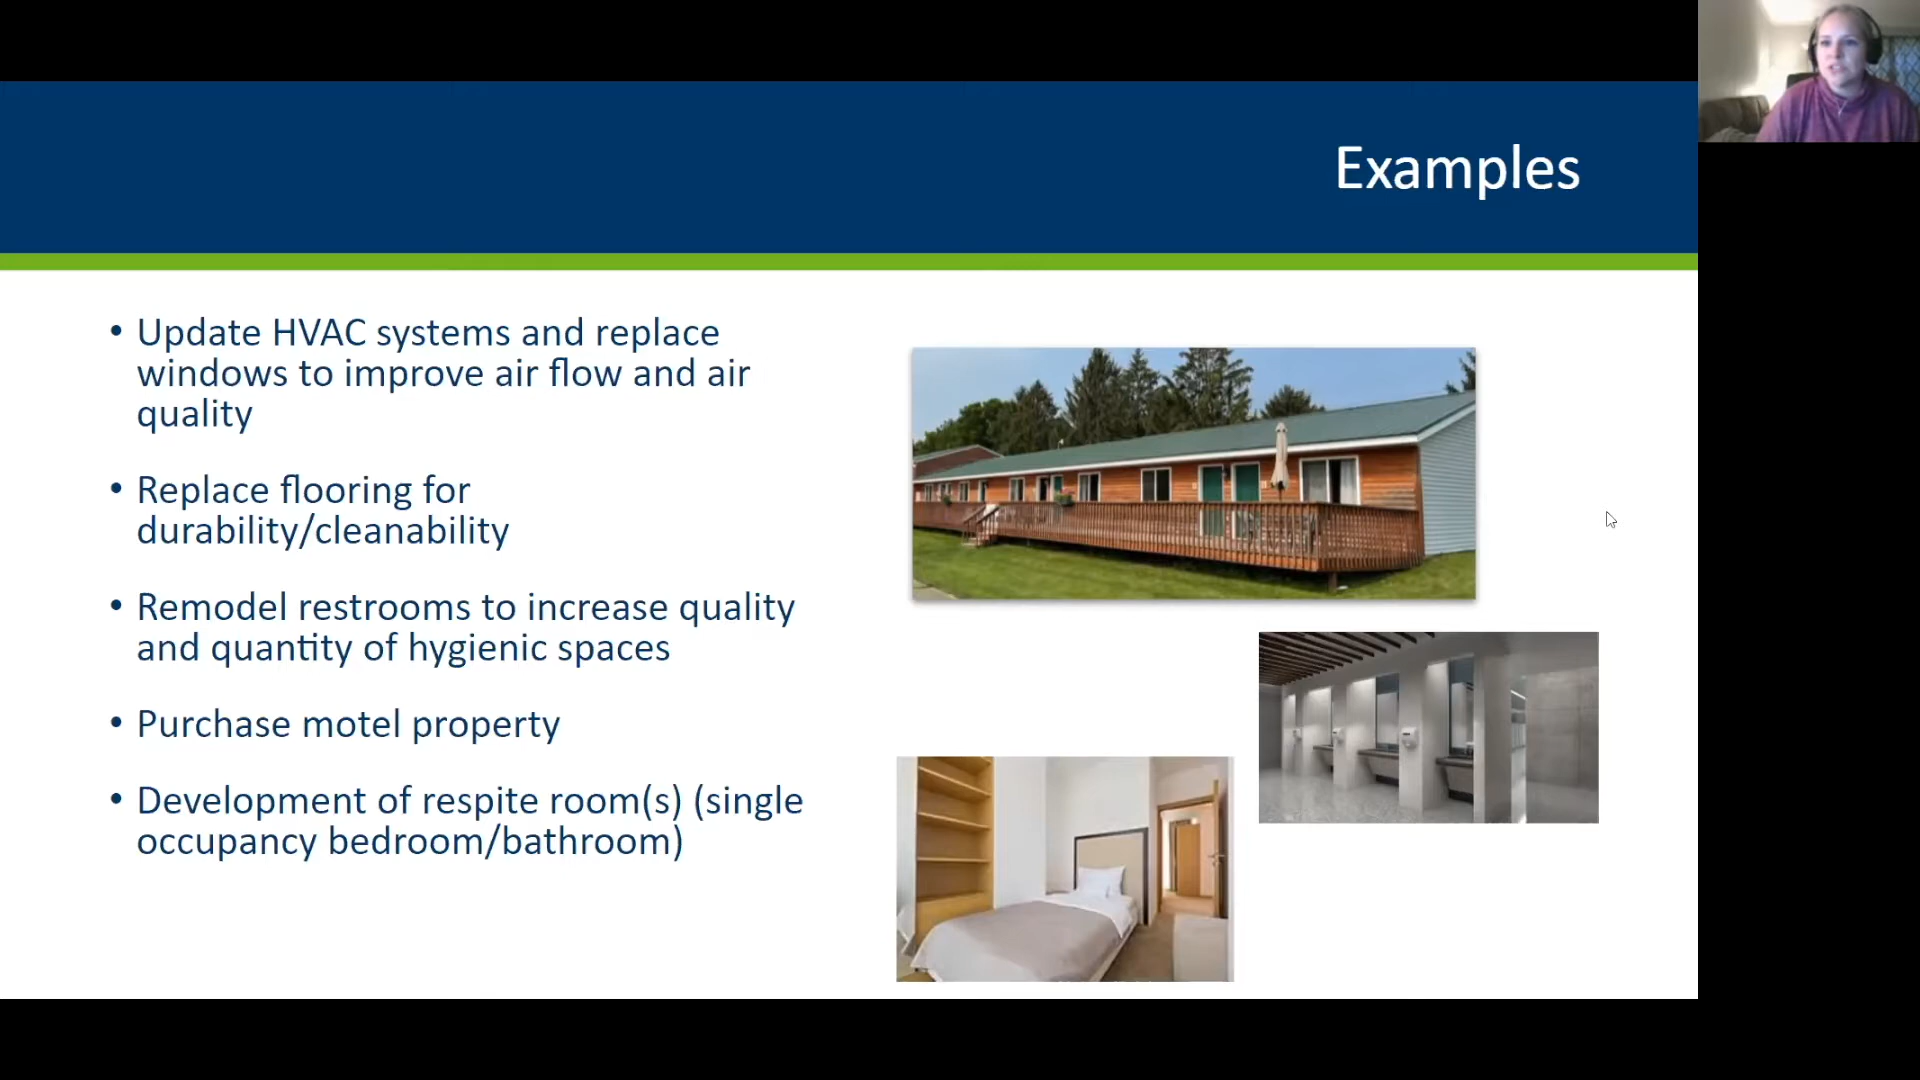 Examples
• Update HVAC systems and replace
windows to improve air flow and air
quality
• Replace flooring for
durability/cleanability
• Remodel restrooms to increase quality
and quantity of hygienic spaces
• Purchase motel property
• Development of respite room(s) (single
occupancy bedroom/bathroom)